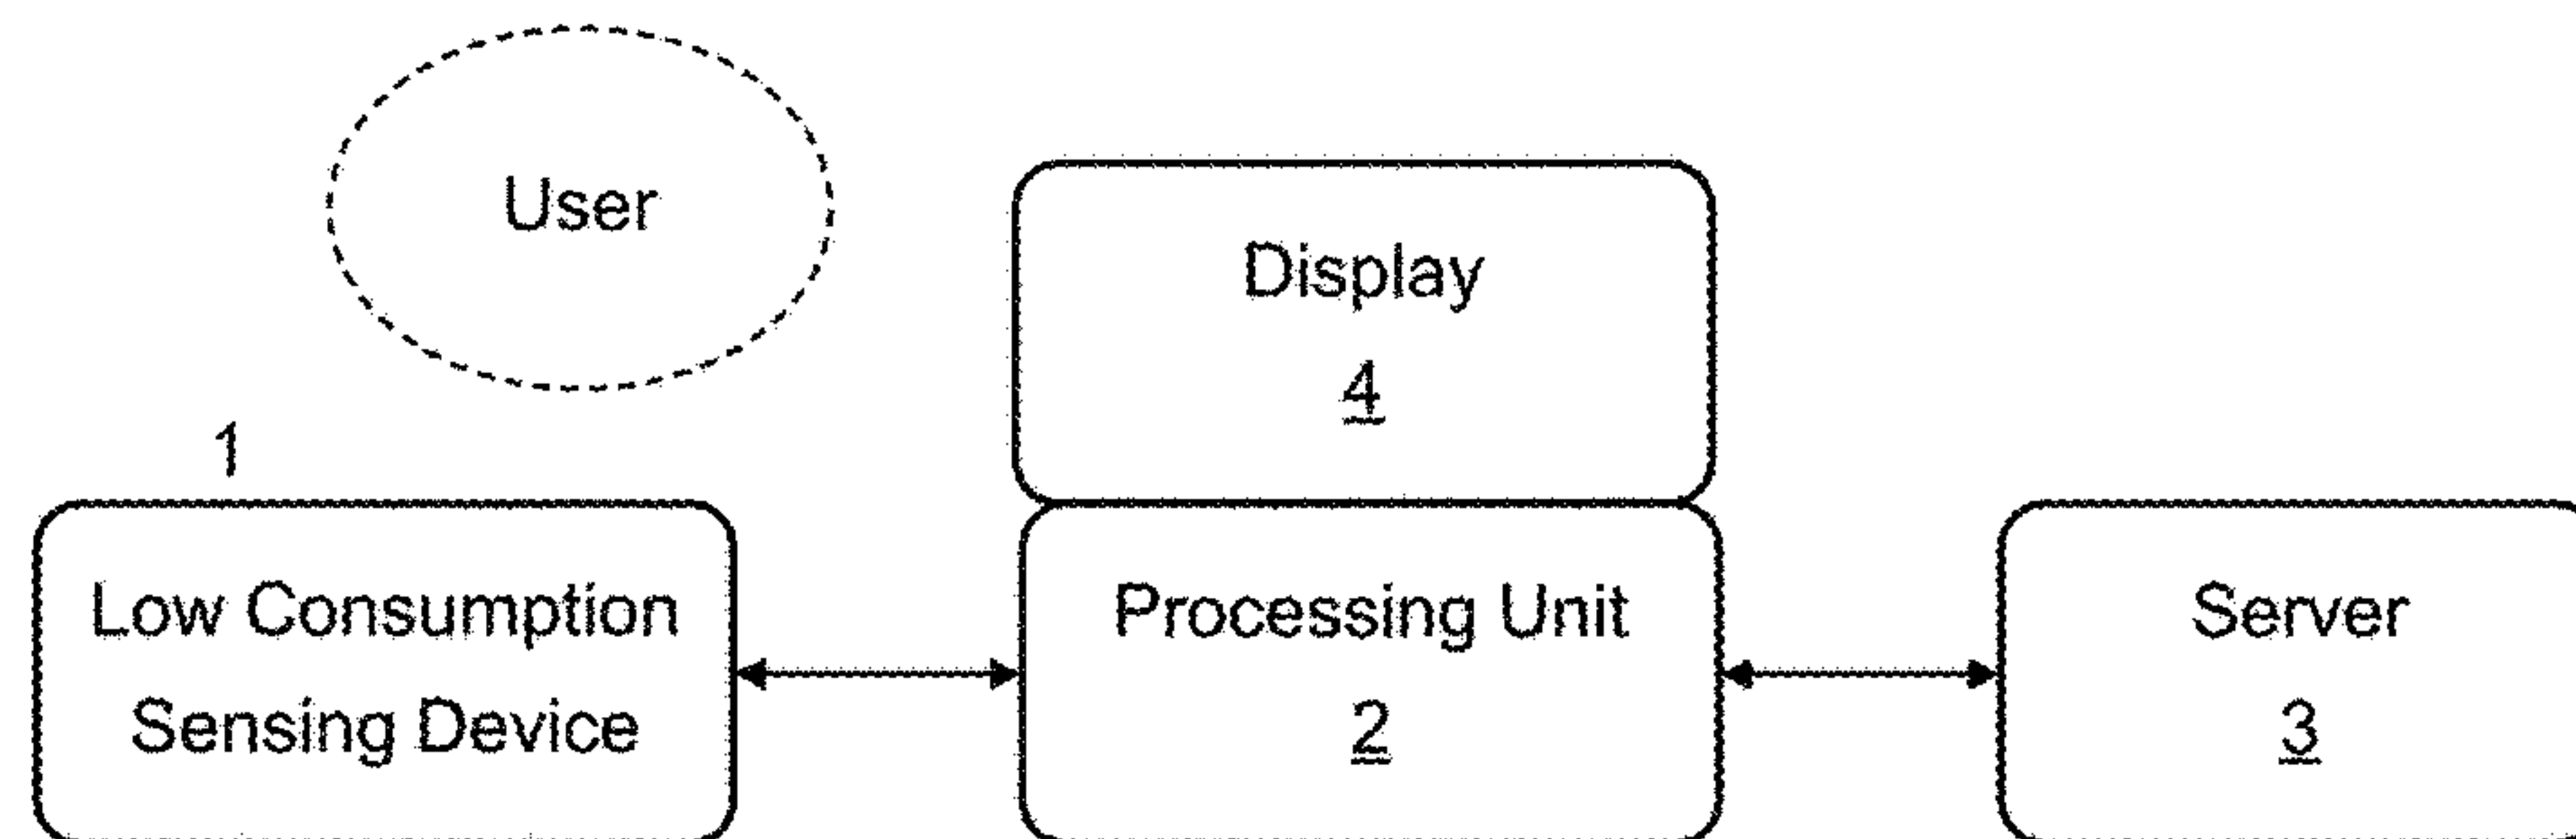 User
Display
4
1
Low Consumption
Sensing Device
Processing Unit
2
Server
3